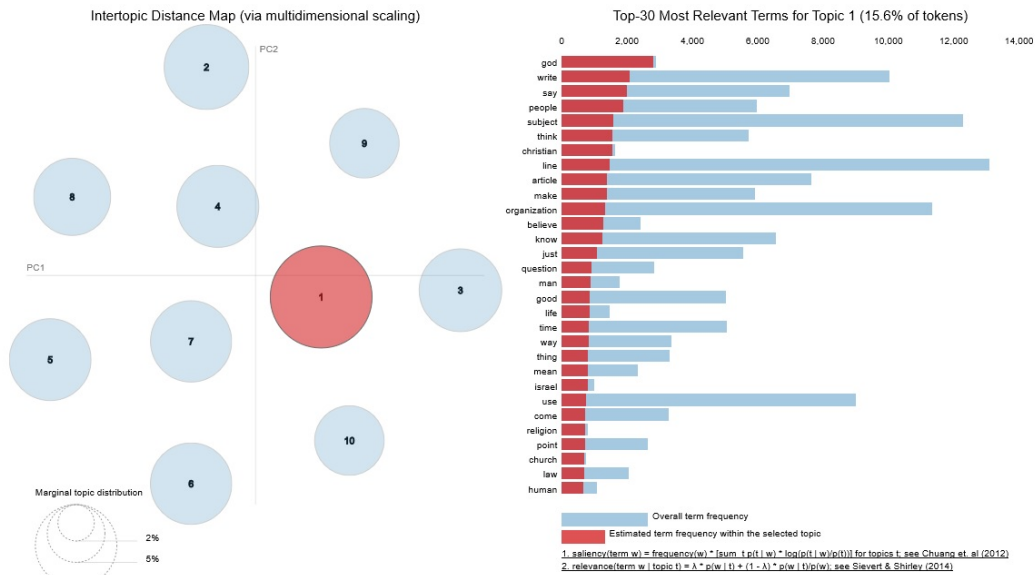 Intertopic Distance Map (via multidimensional scaling)
PC2
2
9
8
4
PC1
1
3
7
5
10
6
Marginal topic distribution
2%
5%
Top-30 Most Relevant Terms for Topic 1 (15.6% of tokens)
0 2,000 4,000 6,000 8,000 10,000 12,000 14,000
god
write
say
people
subject
think
christian
line
article
make
organization
believe
know
just
question
man
good
life
time
way
thing
mean
israel
use
come
religion
point
church
law
human
Overall term frequency
Estimated term frequency within the selected topic
1. saliency(term w) = frequency(w) * [sum_t p(t | w) * log(p(t | w)/p(t))] for topics t; see Chuang et. al (2012)
2. relevance(term w | topic t) = λ * p(w | t) + (1 - λ) * p(w | t)/p(w); see Sievert & Shirley (2014)